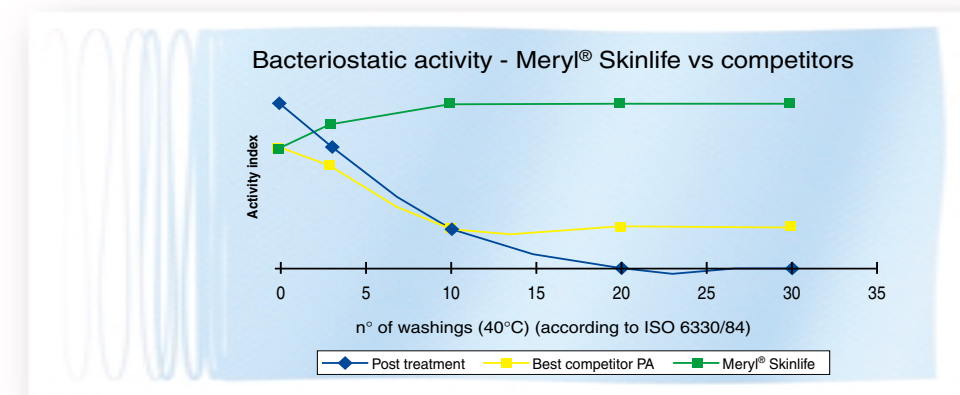 Bacteriostatic activity - Meryl® Skinlife vs competitors
Activity index
0 5 10 15 20 25 30 35
n° of washings (40°C) (according to ISO 6330/84)
Post treatment Best competitor PA Meryl® Skinlife